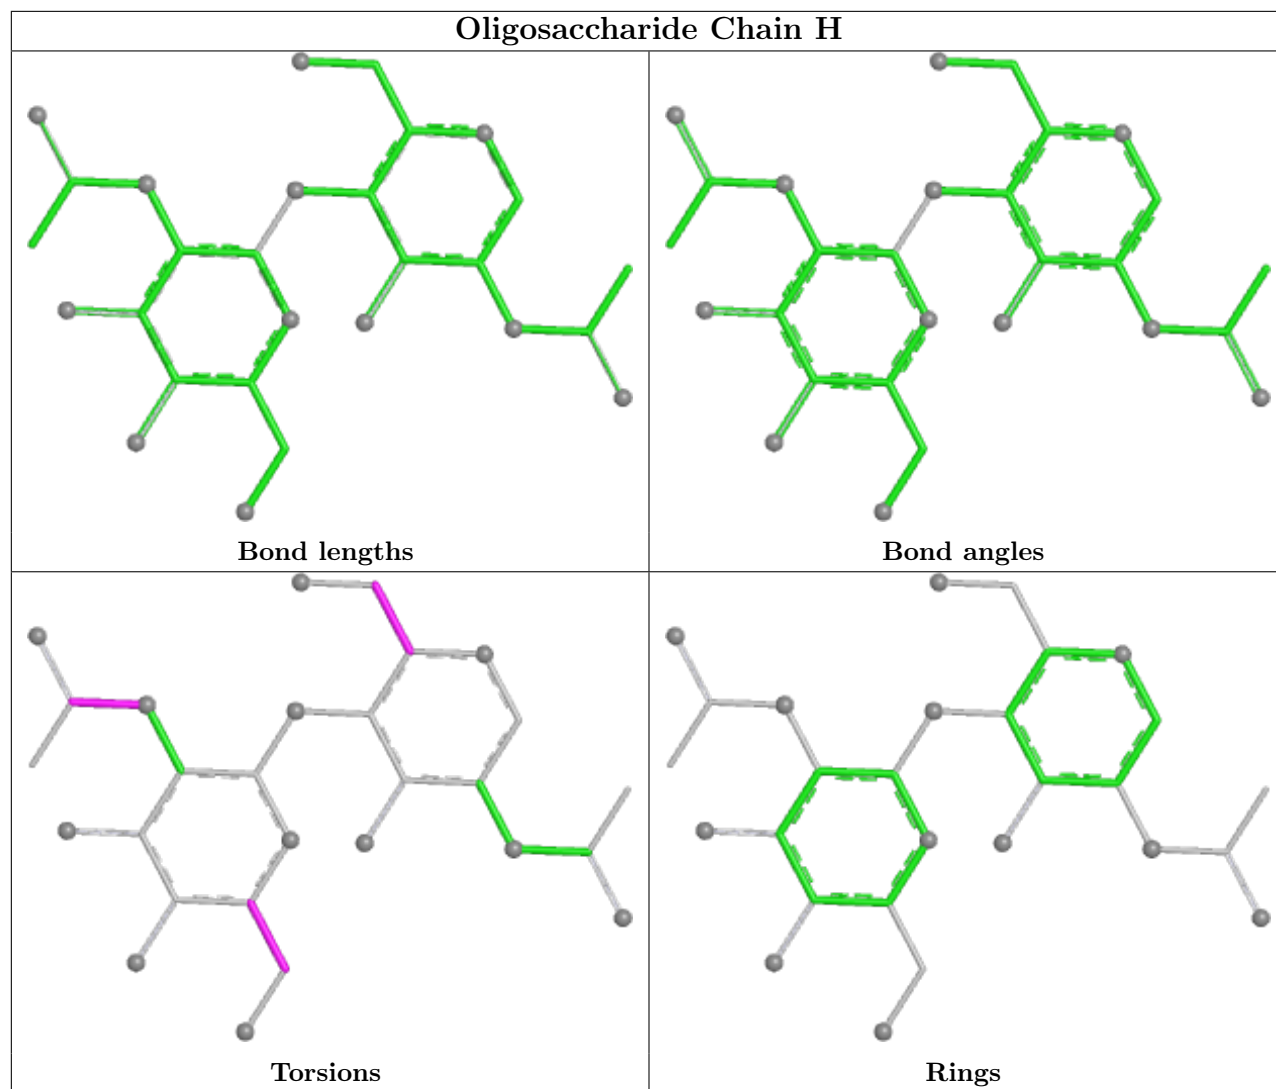 Oligosaccharide Chain H
Bond lengths
Bond angles
Torsions
Rings